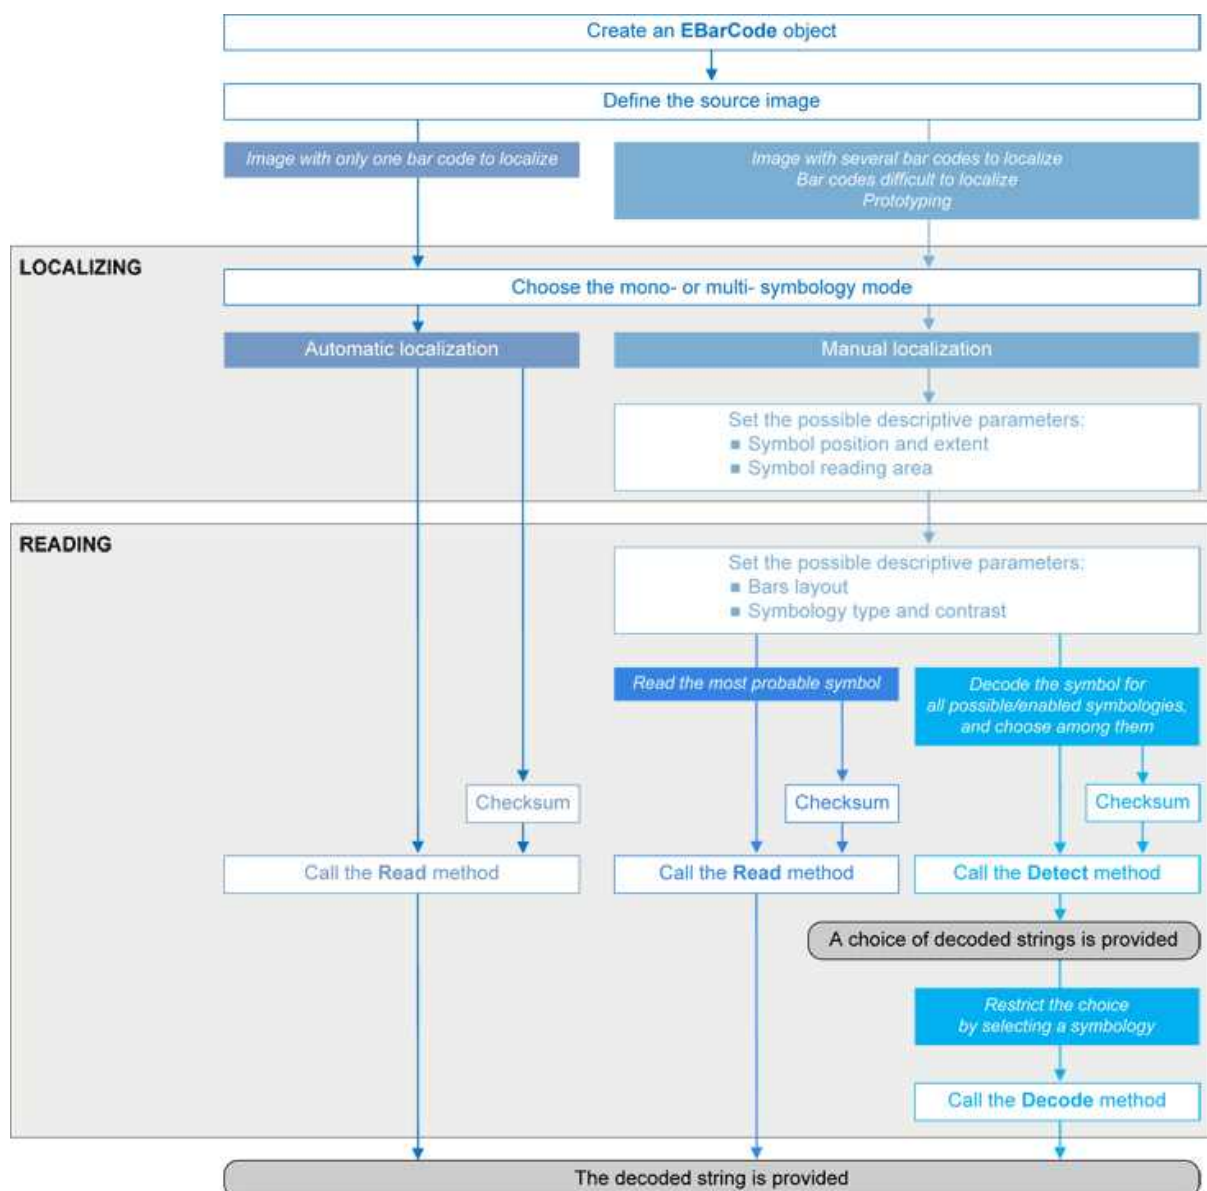 Create an EBarCode object
Define the source image
Image with only one bar code to localize
Image with several bar codes to localize
Bar codes difficult to localize
Prototyping
LOCALIZING
Choose the mono- or multi- symbology mode
Automatic localization
Manual localization
Set the possible descriptive parameters:
■ Symbol position and extent
■ Symbol reading area
READING
Set the possible descriptive parameters:
■ Bars layout
■ Symbology type and contrast
Read the most probable symbol
Decode the symbol for
all possible/enabled symbologies,
and choose among them
Checksum
Checksum
Checksum
Call the Read method
Call the Read method
Call the Detect method
A choice of decoded strings is provided
Restrict the choice
by selecting a symbology
Call the Decode method
The decoded string is provided